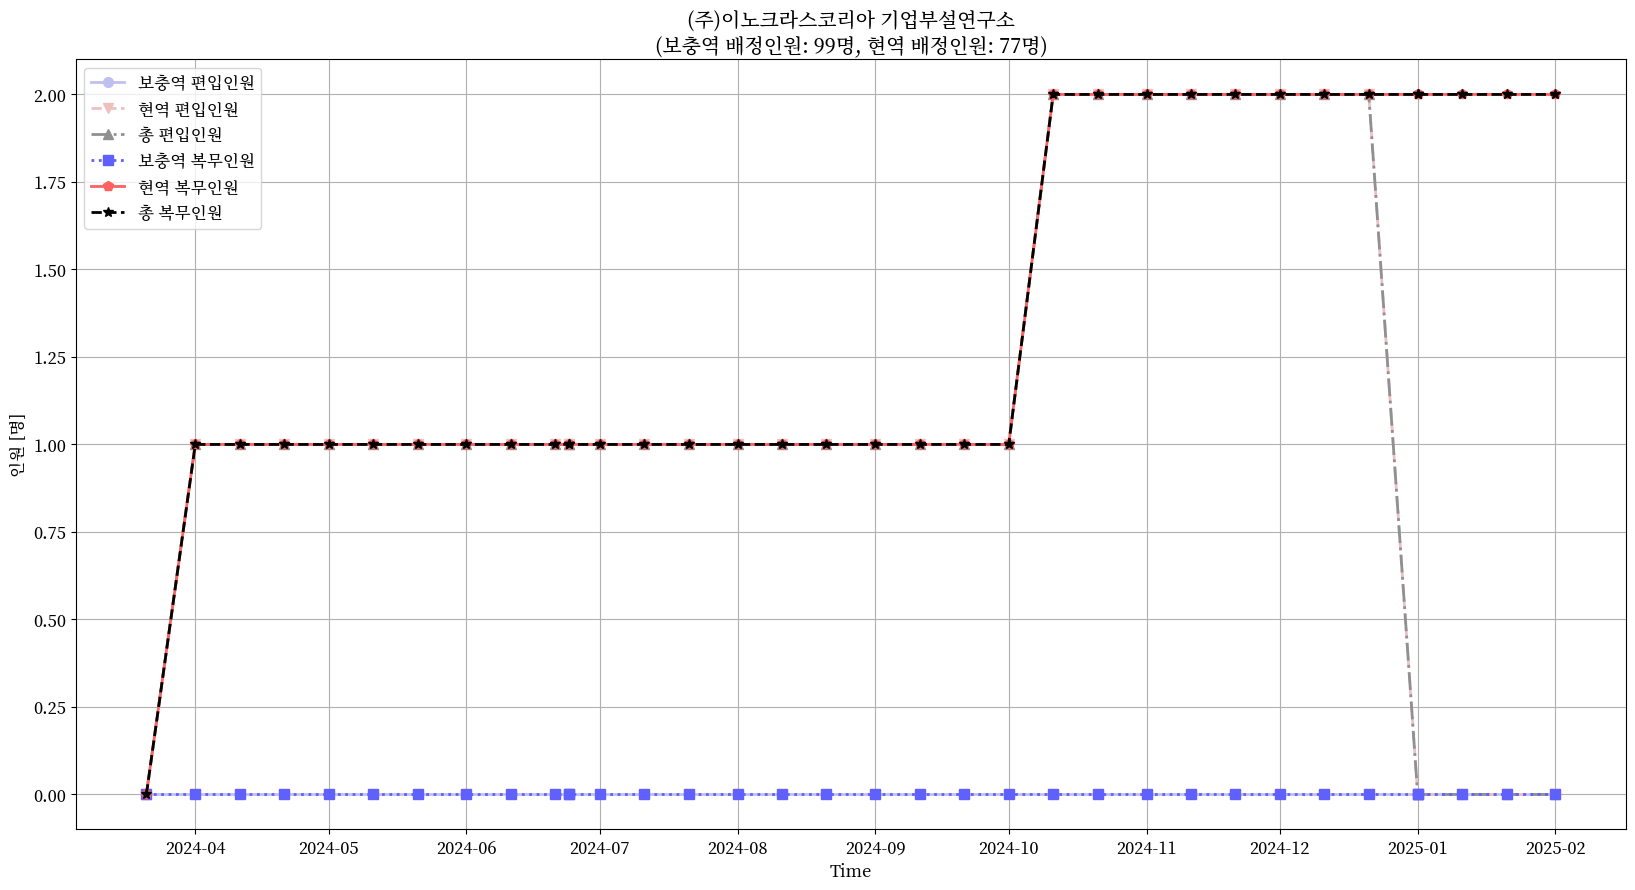 (주)이노크라스코리아 기업부설연구소
(보충역 배정인원: 99명, 현역 배정인원: 77명)
보충역 편입인원
현역 편입인원
총 편입인원
보충역 복무인원
현역 복무인원
총 복무인원
인원 [명]
2.00
1.75
1.50
1.25
1.00
0.75
0.50
0.25
0.00
2024-04 2024-05 2024-06 2024-07 2024-08 2024-09 2024-10 2024-11 2024-12 2025-01 2025-02
Time